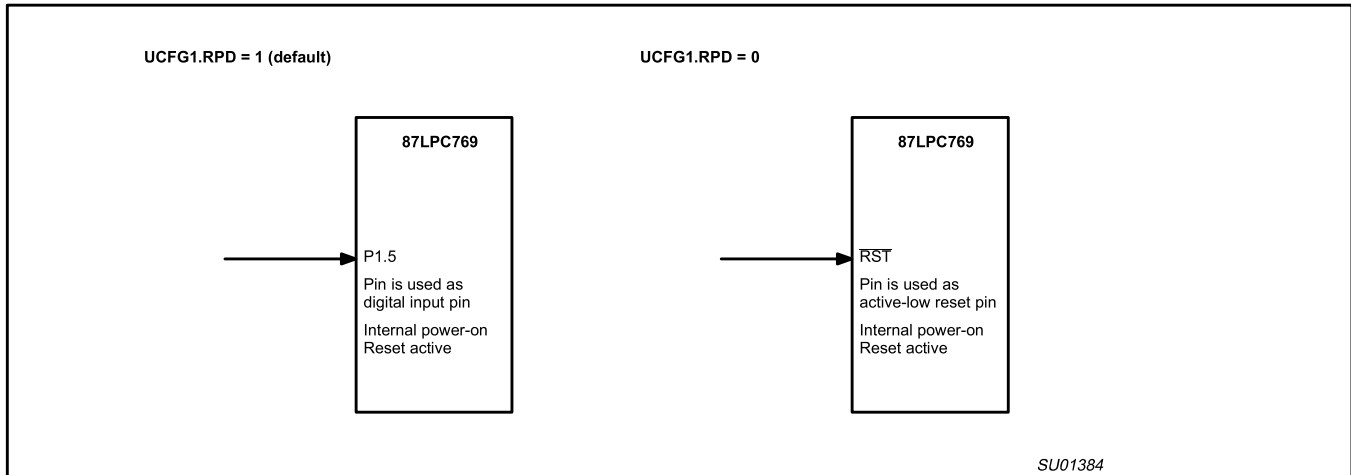 UCFG1.RPD = 1 (default)
UCFG1.RPD = 0
87LPC769
87LPC769
P1.5
Pin is used as
digital input pin
Internal power-on
Reset active
R̅S̅T̅
Pin is used as
active-low reset pin
Internal power-on
Reset active
SU01384